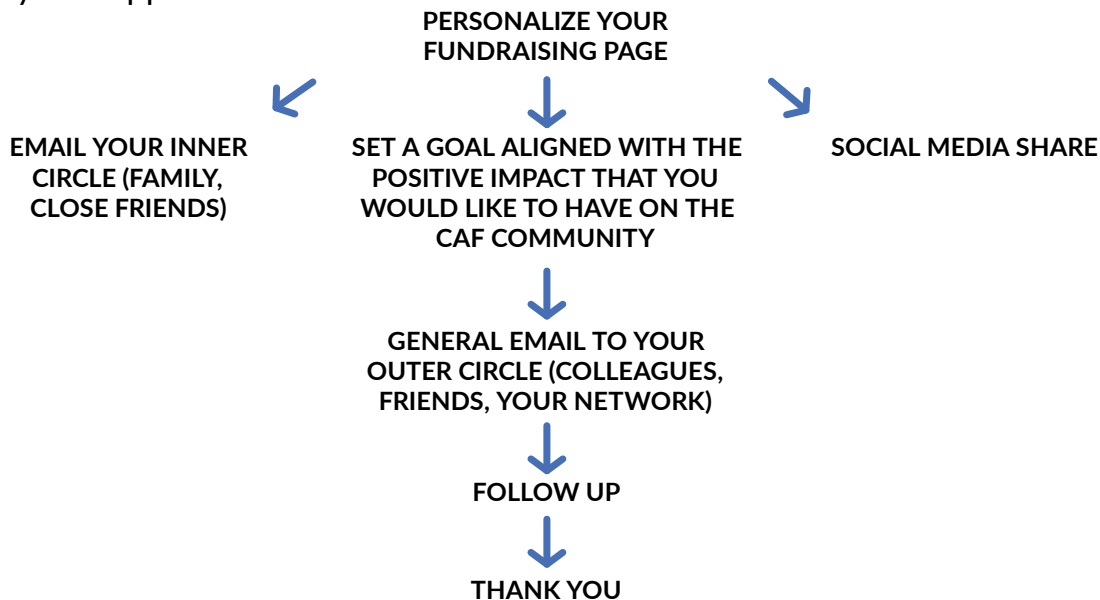 PERSONALIZE YOUR
FUNDRAISING PAGE
EMAIL YOUR INNER
CIRCLE (FAMILY,
CLOSE FRIENDS)
SET A GOAL ALIGNED WITH THE
POSITIVE IMPACT THAT YOU
WOULD LIKE TO HAVE ON THE
CAF COMMUNITY
SOCIAL MEDIA SHARE
GENERAL EMAIL TO YOUR
OUTER CIRCLE (COLLEAGUES,
FRIENDS, YOUR NETWORK)
FOLLOW UP
THANK YOU